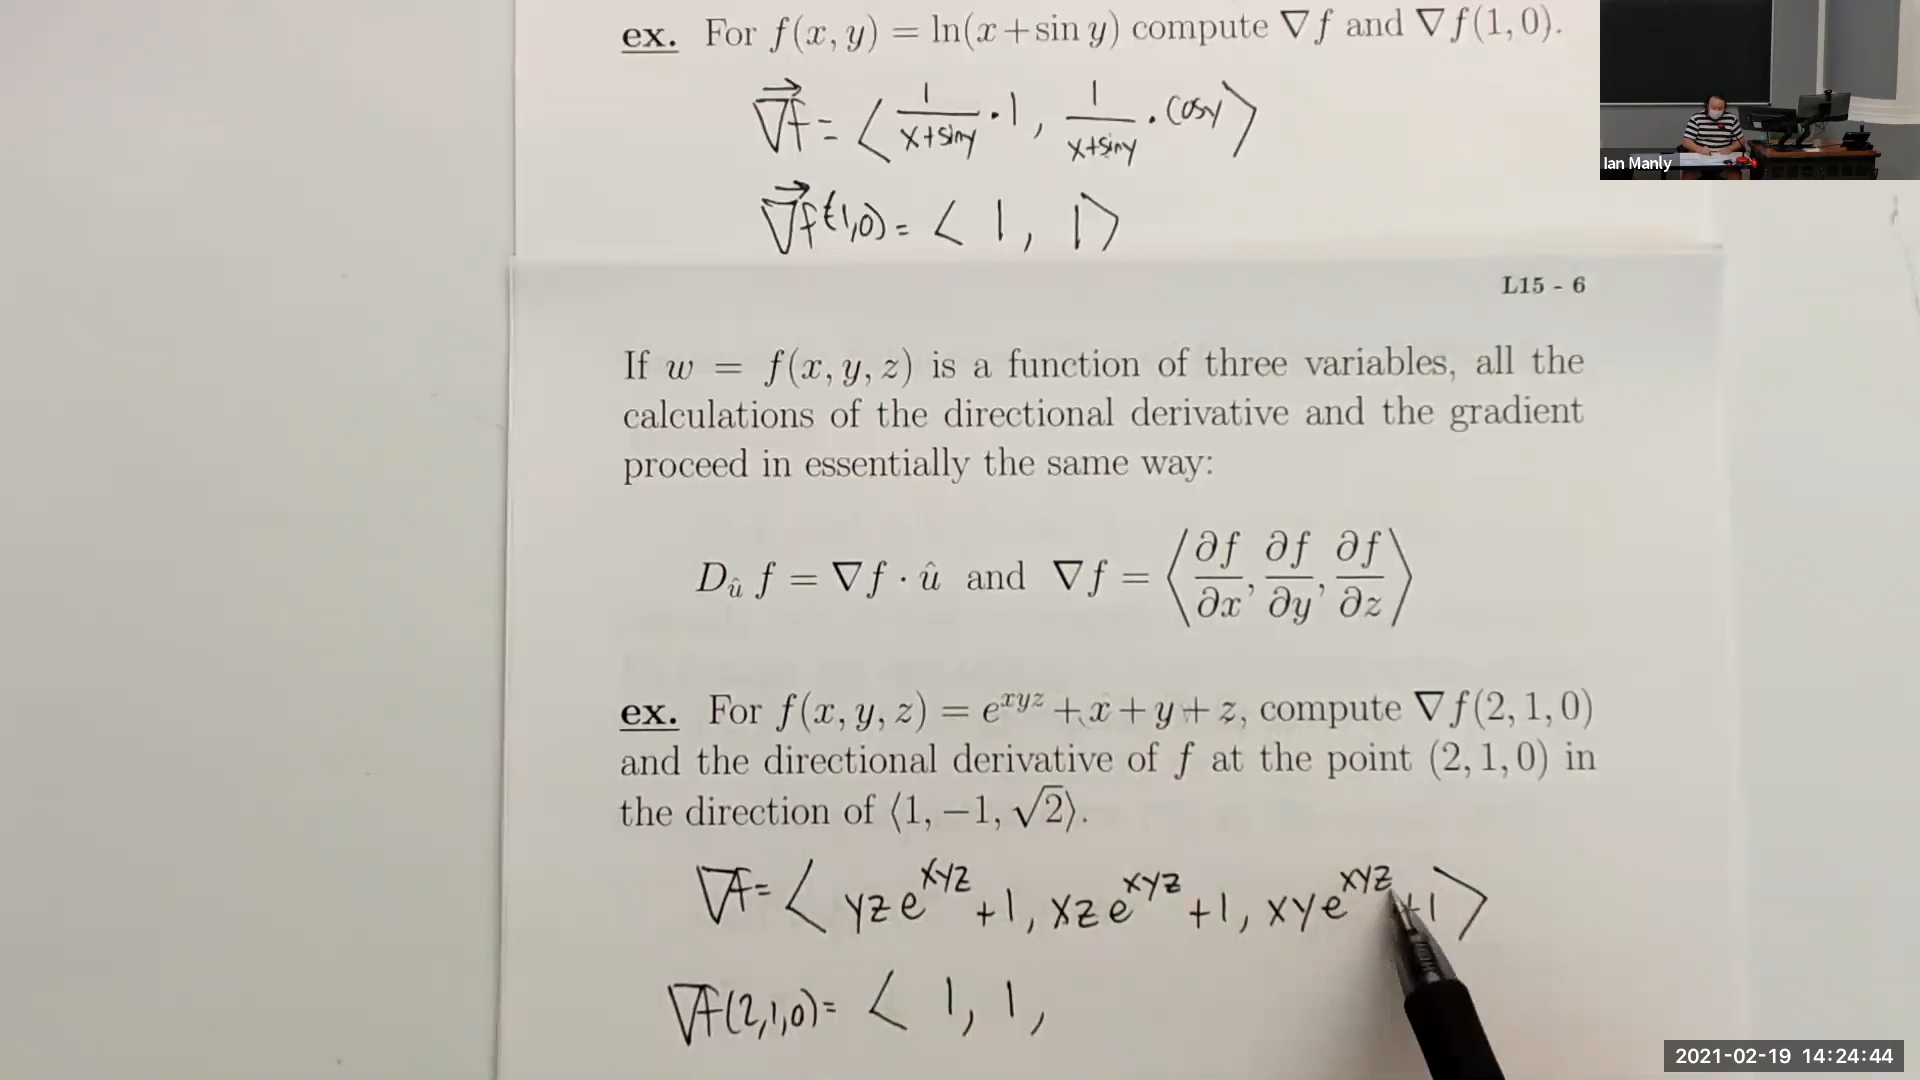 ex. For f(x, y) = ln(x+sin y) compute ∇f and ∇f(1, 0).
∇f = ⟨ 1/(x+siny) · 1, 1/(x+siny) · cosy ⟩
∇f(1,0) = ⟨ 1, 1 ⟩
Ian Manly
L15 - 6
If w = f(x, y, z) is a function of three variables, all the
calculations of the directional derivative and the gradient
proceed in essentially the same way:
D_û f = ∇f · û and ∇f = ⟨ ∂f/∂x, ∂f/∂y, ∂f/∂z ⟩
ex. For f(x, y, z) = e^{xyz} + x + y + z, compute ∇f(2, 1, 0)
and the directional derivative of f at the point (2, 1, 0) in
the direction of ⟨1, −1, √2⟩.
∇f = ⟨ yze^{xyz} +1, xze^{xyz} +1, xye^{xyz} +1 ⟩
∇f(2,1,0) = ⟨ 1, 1,
2021-02-19 14:24:44